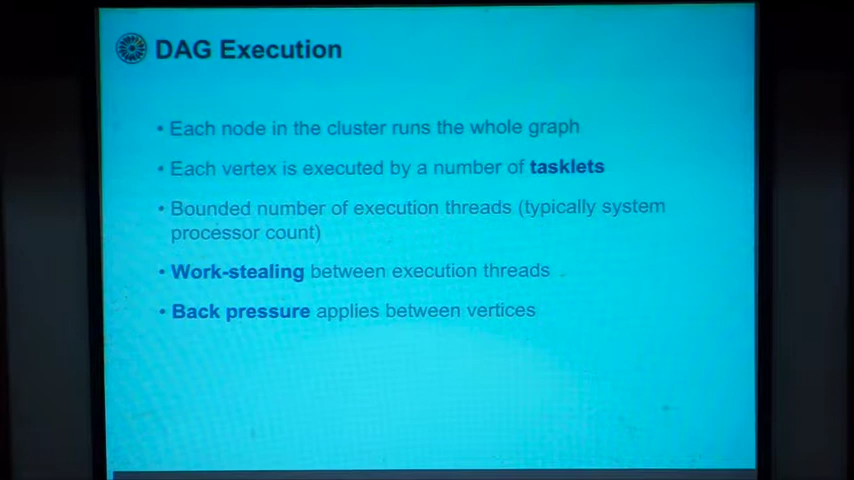 DAG Execution
• Each node in the cluster runs the whole graph
• Each vertex is executed by a number of tasklets
• Bounded number of execution threads (typically system
processor count)
• Work-stealing between execution threads
• Back pressure applies between vertices